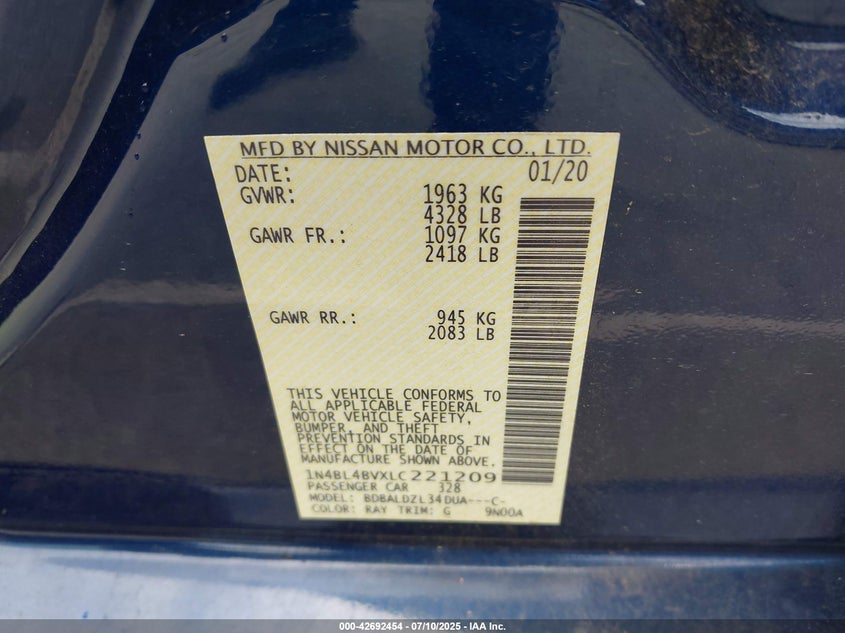 MFD BY NISSAN MOTOR CO., LTD.
DATE: 01/20
GVWR: 1963 KG
4328 LB
GAWR FR.: 1097 KG
2418 LB
GAWR RR.: 945 KG
2083 LB
THIS VEHICLE CONFORMS TO
ALL APPLICABLE FEDERAL
MOTOR VEHICLE SAFETY,
BUMPER, AND THEFT
PREVENTION STANDARDS IN
EFFECT ON THE DATE OF
MANUFACTURE SHOWN ABOVE.
1N4BL4BVXLC221209
PASSENGER CAR 328
MODEL: BDBALDZL34DUA---C-
COLOR: RAY TRIM: G 9N00A
000-42692454 - 07/10/2025 - IAA Inc.